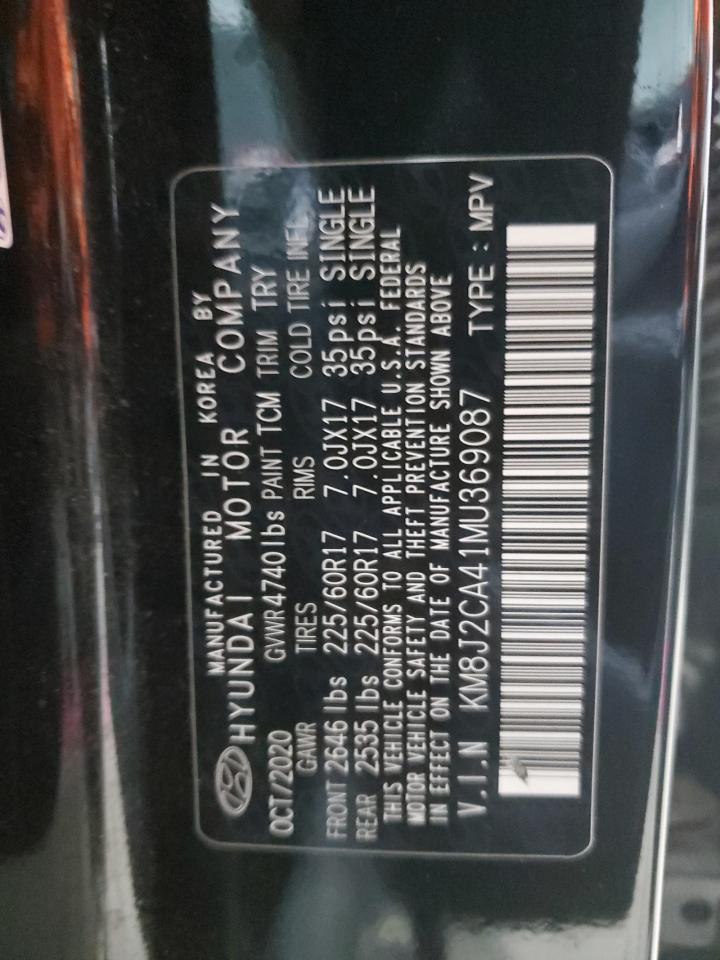 MANUFACTURED IN KOREA BY
HYUNDAI MOTOR COMPANY
OCT/2020 GVWR 4740lbs PAINT TCM TRIM TRY
GAWR TIRES RIMS COLD TIRE INFL
FRONT 2646 lbs 225/60R17 7.0JX17 35psi SINGLE
REAR 2535 lbs 225/60R17 7.0JX17 35psi SINGLE
THIS VEHICLE CONFORMS TO ALL APPLICABLE U.S.A. FEDERAL
MOTOR VEHICLE SAFETY AND THEFT PREVENTION STANDARDS
IN EFFECT ON THE DATE OF MANUFACTURE SHOWN ABOVE
V.I.N KM8J2CA41MU369087 TYPE : MPV